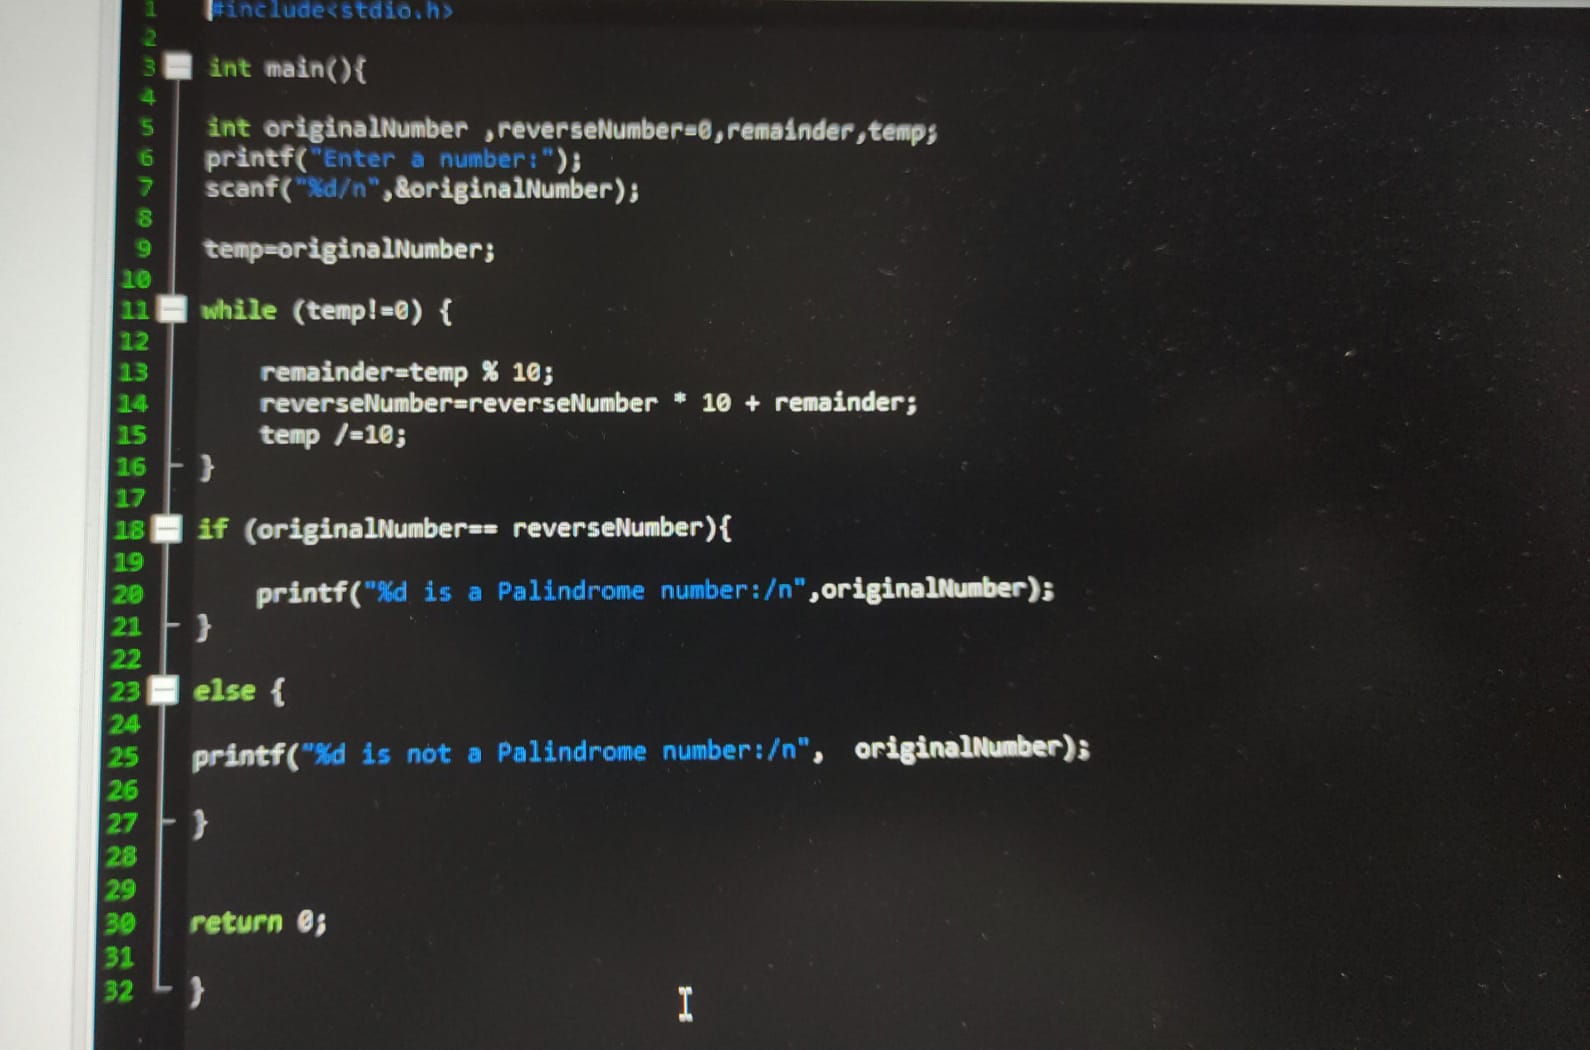 1 #include<stdio.h>
2
3 int main(){
4
5 int originalNumber ,reverseNumber=0,remainder,temp;
6 printf("Enter a number:");
7 scanf("%d/n",&originalNumber);
8
9 temp=originalNumber;
10
11 while (temp!=0) {
12
13 remainder=temp % 10;
14 reverseNumber=reverseNumber * 10 + remainder;
15 temp /=10;
16 }
17
18 if (originalNumber== reverseNumber){
19
20 printf("%d is a Palindrome number:/n",originalNumber);
21 }
22
23 else {
24
25 printf("%d is not a Palindrome number:/n", originalNumber);
26
27 }
28
29
30 return 0;
31
32 }